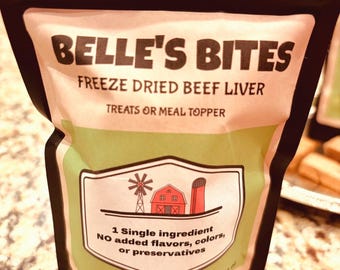 BELLE'S BITES
FREEZE DRIED BEEF LIVER
TREATS OR MEAL TOPPER
1 Single ingredient
NO added flavors, colors,
or preservatives